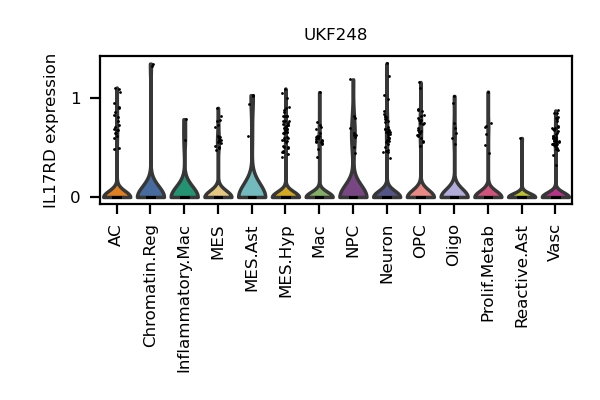 UKF248
IL17RD expression
1
0
AC
Chromatin.Reg
Inflammatory.Mac
MES
MES.Ast
MES.Hyp
Mac
NPC
Neuron
OPC
Oligo
Prolif.Metab
Reactive.Ast
Vasc